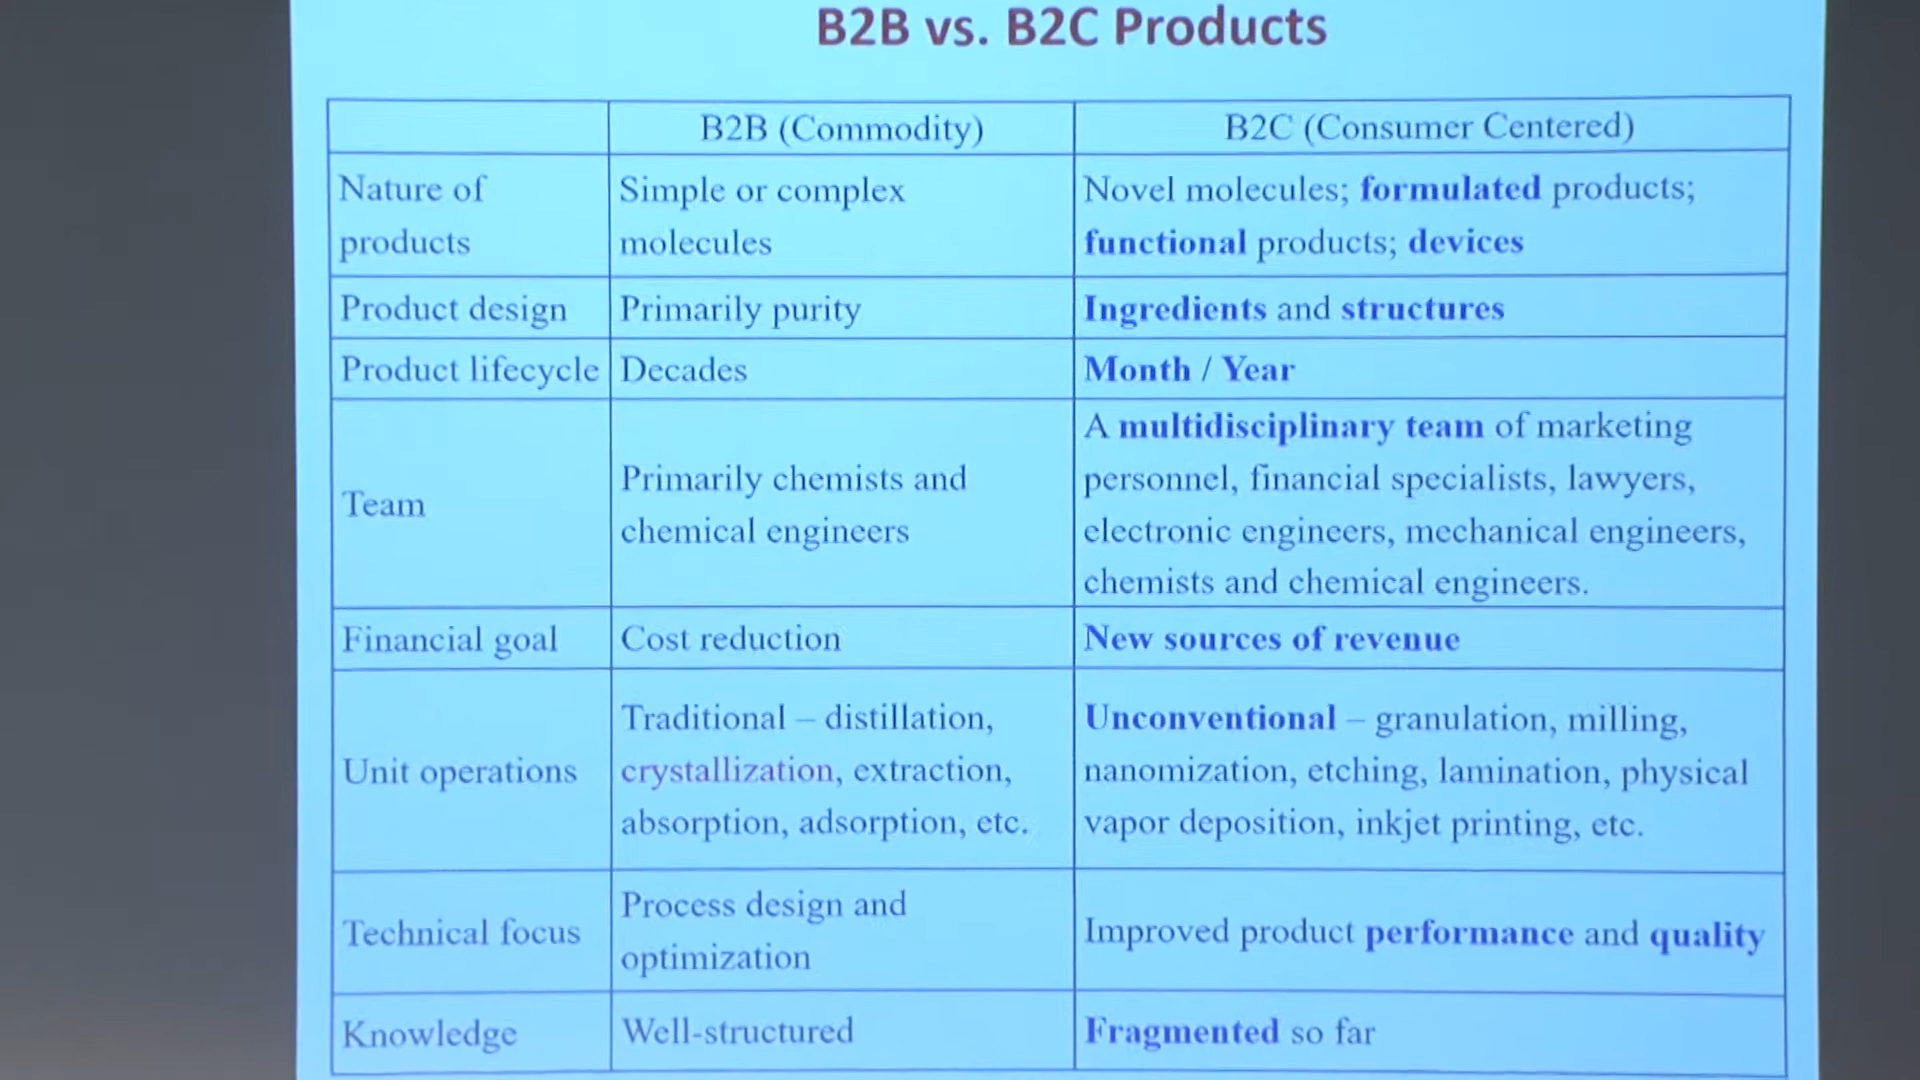 B2B vs. B2C Products
B2B (Commodity)
B2C (Consumer Centered)
Nature of
products
Simple or complex
molecules
Novel molecules; formulated products;
functional products; devices
Product design
Primarily purity
Ingredients and structures
Product lifecycle
Decades
Month / Year
Team
Primarily chemists and
chemical engineers
A multidisciplinary team of marketing
personnel, financial specialists, lawyers,
electronic engineers, mechanical engineers,
chemists and chemical engineers.
Financial goal
Cost reduction
New sources of revenue
Unit operations
Traditional – distillation,
crystallization, extraction,
absorption, adsorption, etc.
Unconventional – granulation, milling,
nanomization, etching, lamination, physical
vapor deposition, inkjet printing, etc.
Technical focus
Process design and
optimization
Improved product performance and quality
Knowledge
Well-structured
Fragmented so far